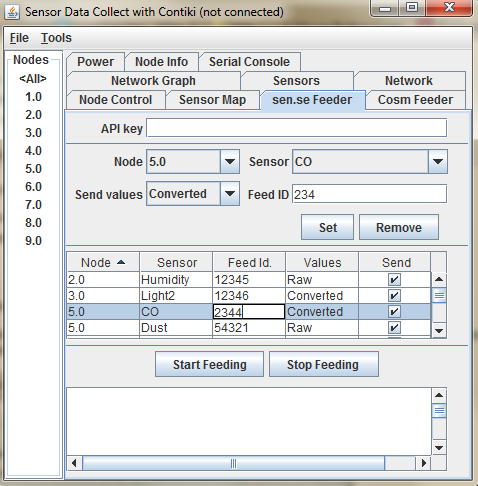 Sensor Data Collect with Contiki (not connected)
File Tools
Nodes
<All>
1.0
2.0
3.0
4.0
5.0
6.0
7.0
8.0
9.0
Power Node Info Serial Console
Network Graph Sensors Network
Node Control Sensor Map sen.se Feeder Cosm Feeder
API key
Node 5.0 Sensor CO
Send values Converted Feed ID 234
Set Remove
Node Sensor Feed Id. Values Send
2.0 Humidity 12345 Raw
3.0 Light2 12346 Converted
5.0 CO 2344 Converted
5.0 Dust 54321 Raw
Start Feeding Stop Feeding